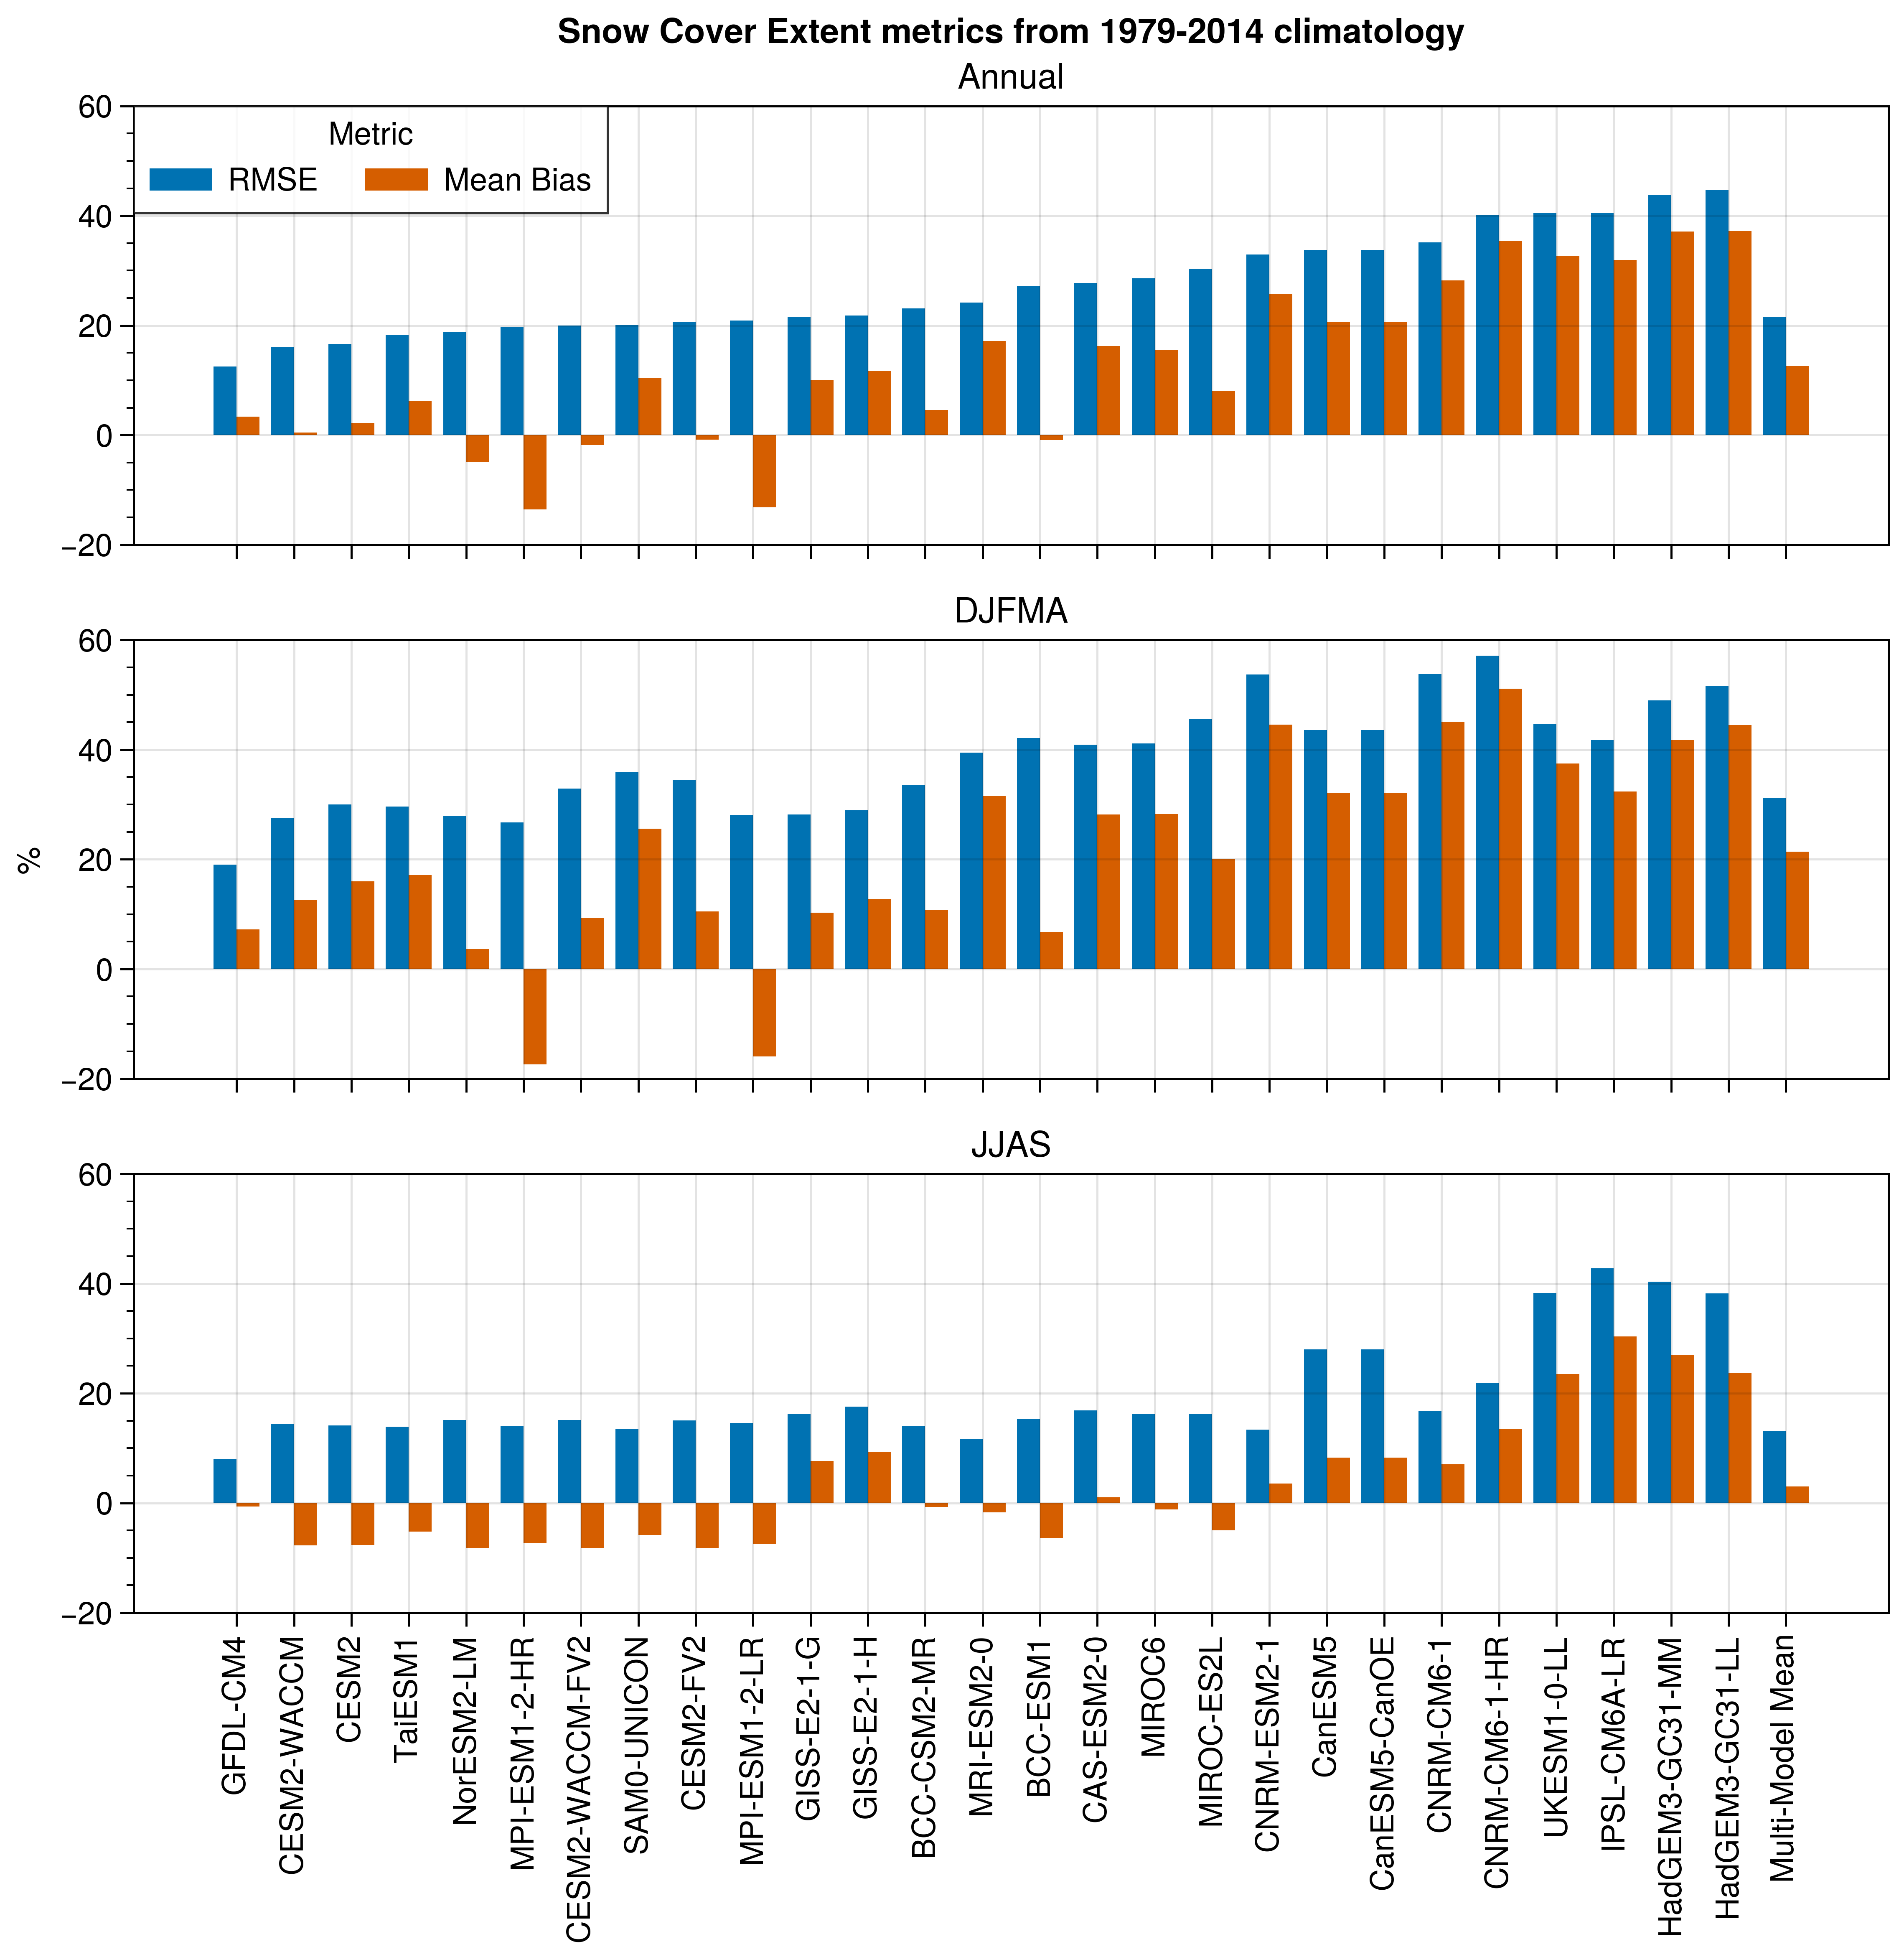 Snow Cover Extent metrics from 1979-2014 climatology
Annual
60
40
20
0
−20
Metric
RMSE Mean Bias
DJFMA
60
40
20
0
−20
%
JJAS
60
40
20
0
−20
GFDL-CM4
CESM2-WACCM
CESM2
TaiESM1
NorESM2-LM
MPI-ESM1-2-HR
CESM2-WACCM-FV2
SAM0-UNICON
CESM2-FV2
MPI-ESM1-2-LR
GISS-E2-1-G
GISS-E2-1-H
BCC-CSM2-MR
MRI-ESM2-0
BCC-ESM1
CAS-ESM2-0
MIROC6
MIROC-ES2L
CNRM-ESM2-1
CanESM5
CanESM5-CanOE
CNRM-CM6-1
CNRM-CM6-1-HR
UKESM1-0-LL
IPSL-CM6A-LR
HadGEM3-GC31-MM
HadGEM3-GC31-LL
Multi-Model Mean